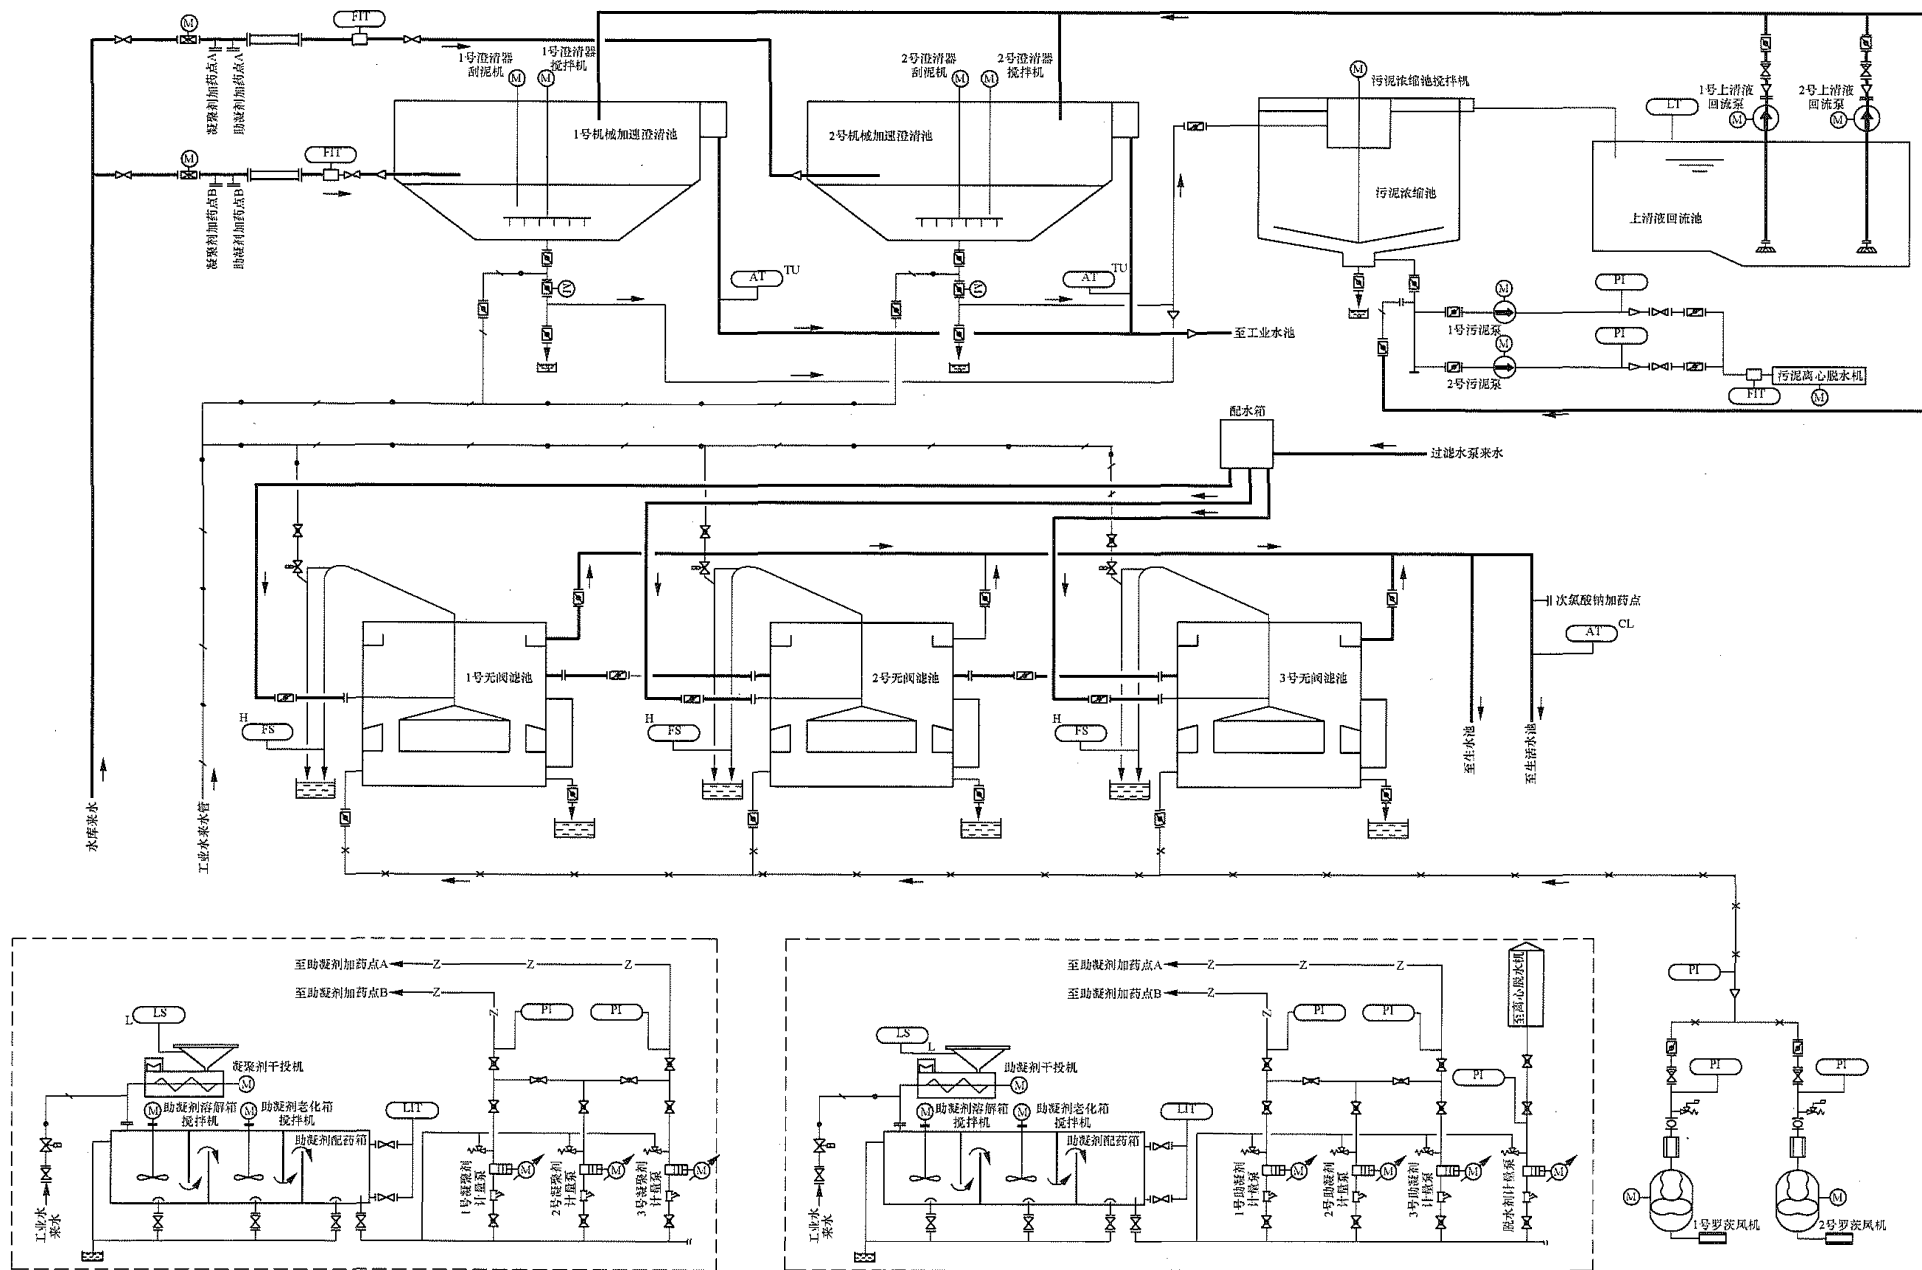 M
FIT
凝聚剂加药点A
助凝剂加药点A
1号澄清器
刮泥机
M
1号澄清器
搅拌机
M
2号澄清器
刮泥机
M
2号澄清器
搅拌机
M
M
污泥浓缩池搅拌机
1号上清液
回流泵
M
2号上清液
回流泵
M
LT
1号机械加速澄清池
2号机械加速澄清池
M
FIT
凝聚剂加药点B
助凝剂加药点B
污泥浓缩池
上清液回流池
AT
TU
AT
TU
M
M
至工业水池
M
1号污泥泵
PI
M
2号污泥泵
PI
FIT
污泥离心脱水机
M
配水箱
过滤水泵来水
次氯酸钠加药点
AT
CL
1号无阀滤池
2号无阀滤池
3号无阀滤池
H
FS
H
FS
H
FS
至生水池
至生活水池
水库来水
工业水来水管
至助凝剂加药点A
Z
Z
Z
至助凝剂加药点B
Z
Z
PI
PI
L
LS
凝聚剂干投机
M
M
助凝剂溶解箱
搅拌机
M
助凝剂老化箱
搅拌机
助凝剂配药箱
LIT
1号凝聚剂
计量泵
M
2号凝聚剂
计量泵
M
3号凝聚剂
计量泵
M
工业水
来水
至助凝剂加药点A
Z
Z
Z
至助凝剂加药点B
Z
Z
PI
PI
PI
至离心脱水机
LS
L
助凝剂干投机
M
M
助凝剂溶解箱
搅拌机
M
助凝剂老化箱
搅拌机
助凝剂配药箱
LIT
1号助凝剂
计量泵
M
2号助凝剂
计量泵
M
3号助凝剂
计量泵
M
脱水剂计量泵
M
工业水
来水
PI
PI
PI
M
1号罗茨风机
M
2号罗茨风机